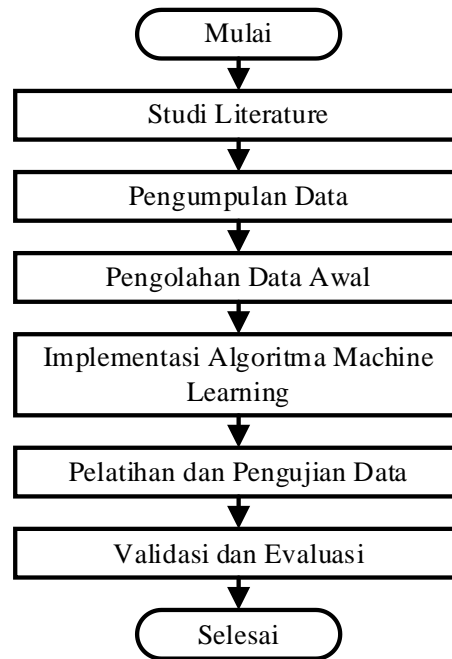 Mulai
Studi Literature
Pengumpulan Data
Pengolahan Data Awal
Implementasi Algoritma Machine
Learning
Pelatihan dan Pengujian Data
Validasi dan Evaluasi
Selesai